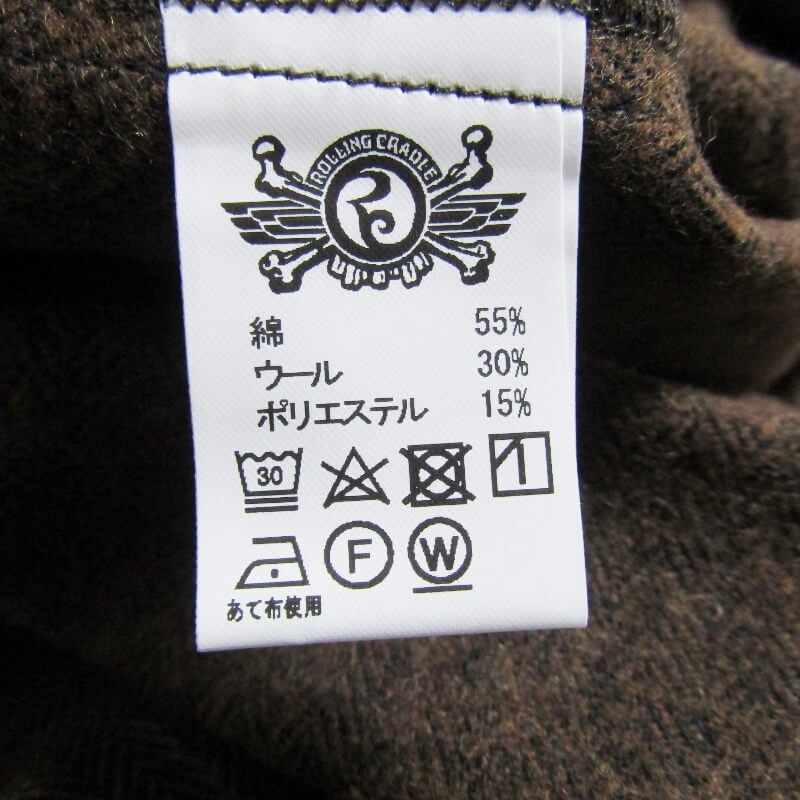 ROLLING CRADLE
綿 55%
ウール 30%
ポリエステル 15%
30
F W
あて布使用